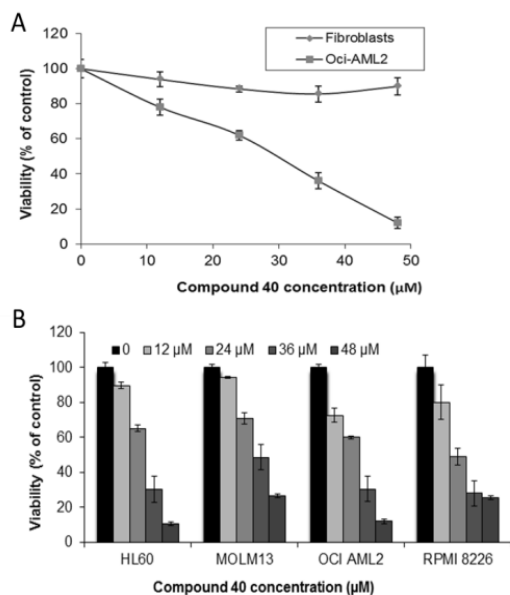 A
Fibroblasts
Oci-AML2
Viability (% of control)
120
100
80
60
40
20
0
0 10 20 30 40 50
Compound 40 concentration (µM)
B
Viability (% of control)
120
100
80
60
40
20
0
0 12 µM 24 µM 36 µM 48 µM
HL60 MOLM13 OCI AML2 RPMI 8226
Compound 40 concentration (µM)